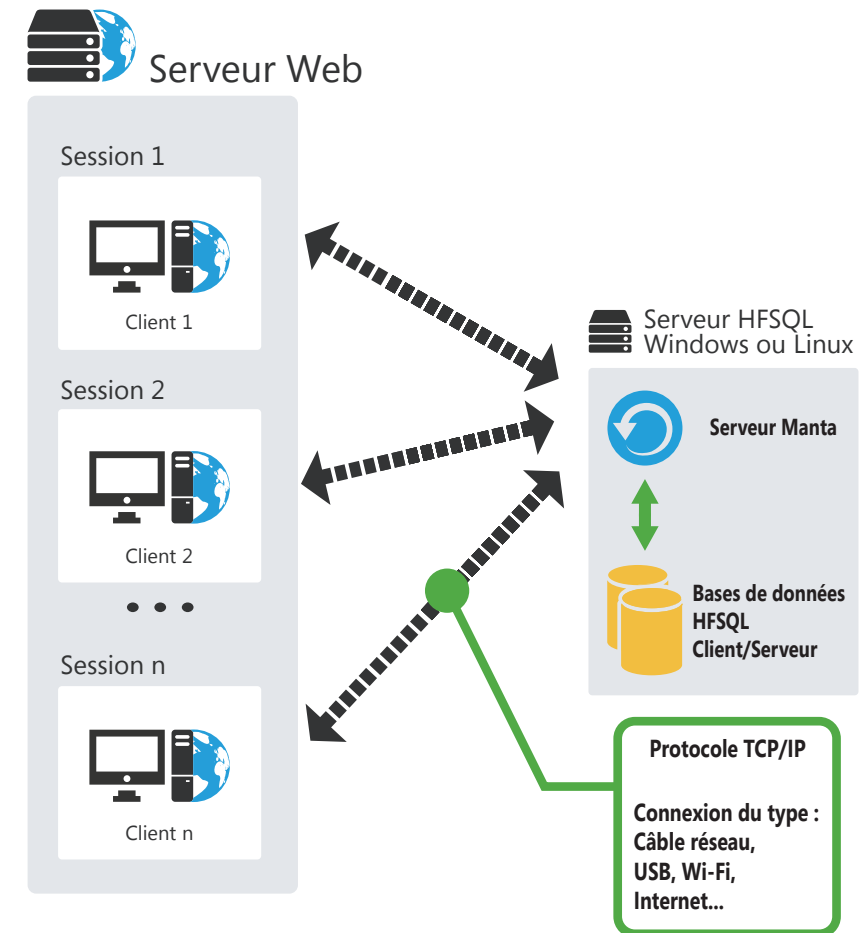 Serveur Web
Session 1
Client 1
Session 2
Client 2
• • •
Session n
Client n
Serveur HFSQL
Windows ou Linux
Serveur Manta
Bases de données
HFSQL
Client/Serveur
Protocole TCP/IP
Connexion du type :
Câble réseau,
USB, Wi-Fi,
Internet...